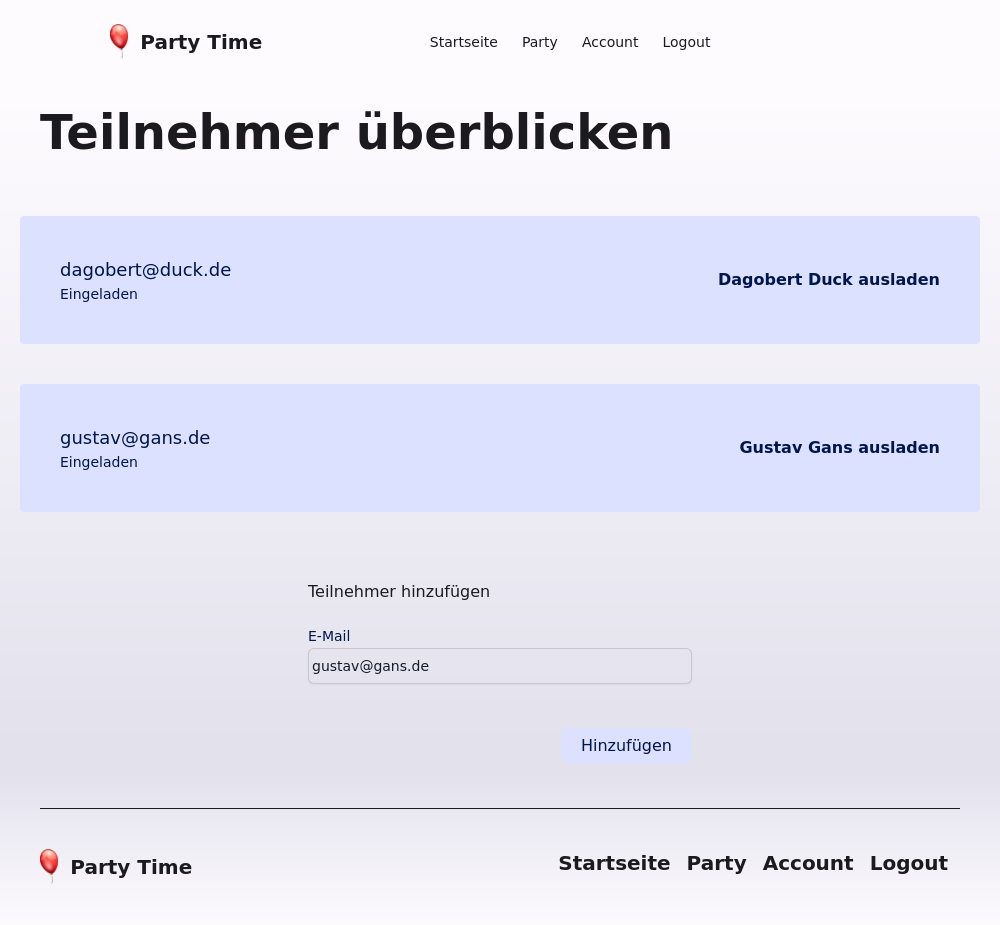 Party Time
Startseite Party Account Logout
Teilnehmer überblicken
dagobert@duck.de
Eingeladen
Dagobert Duck ausladen
gustav@gans.de
Eingeladen
Gustav Gans ausladen
Teilnehmer hinzufügen
E-Mail
gustav@gans.de
Hinzufügen
Party Time
Startseite Party Account Logout